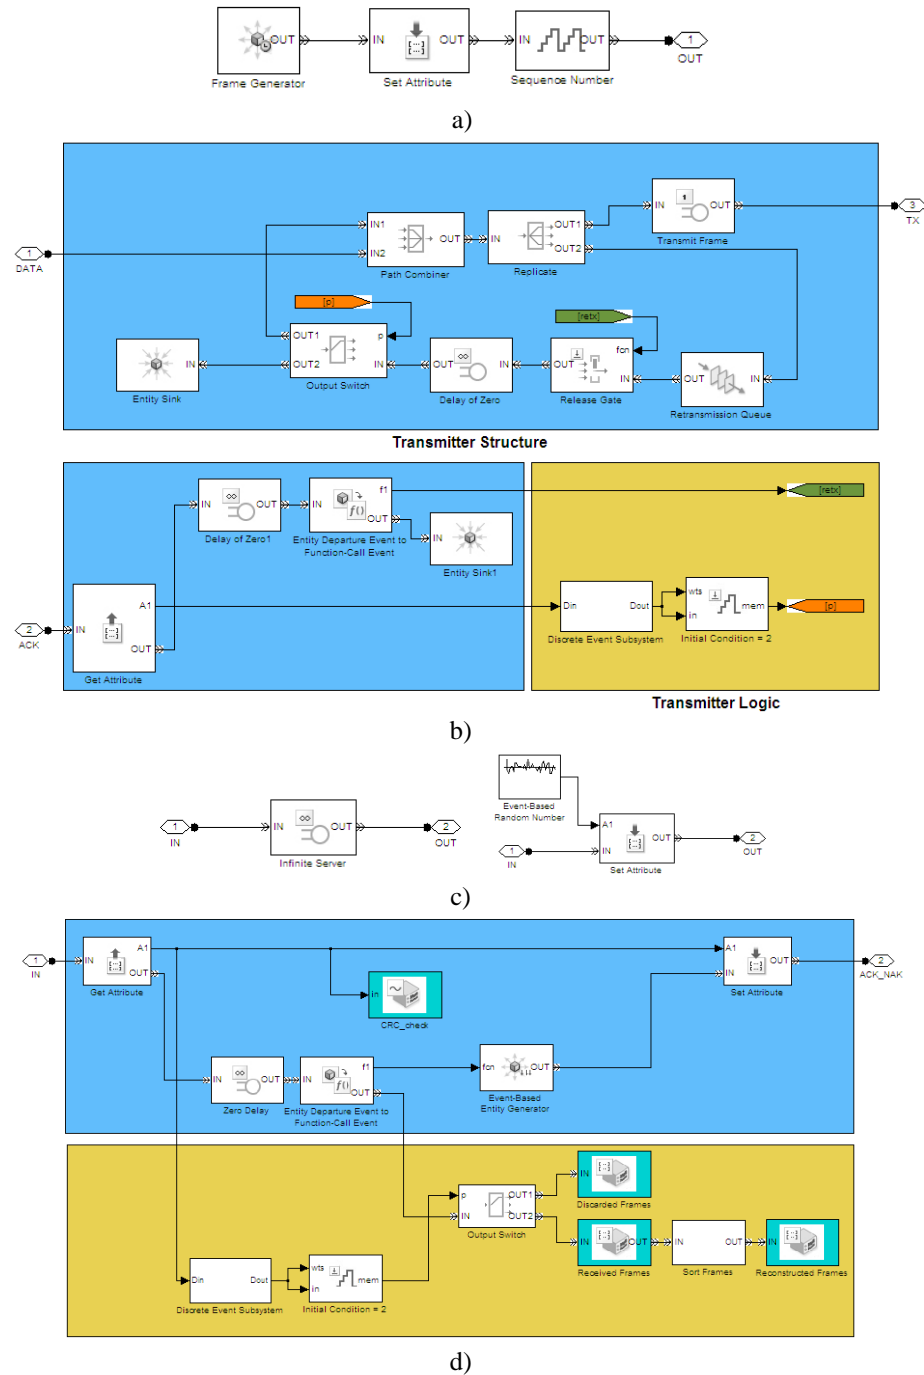 OUT
IN
OUT
IN
OUT
1
OUT
Frame Generator
Set Attribute
Sequence Number
a)
1
DATA
IN1
IN2
OUT
Path Combiner
IN
OUT1
OUT2
Replicate
1
IN
OUT
Transmit Frame
3
TX
[p]
[retx]
IN
Entity Sink
OUT1
OUT2
p
IN
Output Switch
∞
OUT
IN
Delay of Zero
fcn
OUT
IN
Release Gate
OUT
IN
Retransmission Queue
Transmitter Structure
∞
IN
OUT
Delay of Zero1
IN
f1
f()
OUT
Entity Departure Event to
Function-Call Event
IN
Entity Sink1
[retx]
2
ACK
IN
A1
OUT
Get Attribute
Din
Dout
Discrete Event Subsystem
wts
in
mem
Initial Condition = 2
[p]
Transmitter Logic
b)
1
IN
∞
IN
OUT
Infinite Server
2
OUT
Event-Based
Random Number
1
IN
A1
IN
OUT
Set Attribute
2
OUT
c)
1
IN
IN
A1
OUT
Get Attribute
in
CRC_check
A1
IN
OUT
Set Attribute
2
ACK_NAK
∞
IN
OUT
Zero Delay
IN
f1
f()
OUT
Entity Departure Event to
Function-Call Event
fcn
OUT
Event-Based
Entity Generator
p
IN
OUT1
OUT2
Output Switch
IN
Discarded Frames
IN
OUT
Received Frames
IN
OUT
Sort Frames
IN
Reconstructed Frames
Din
Dout
Discrete Event Subsystem
wts
in
mem
Initial Condition = 2
d)